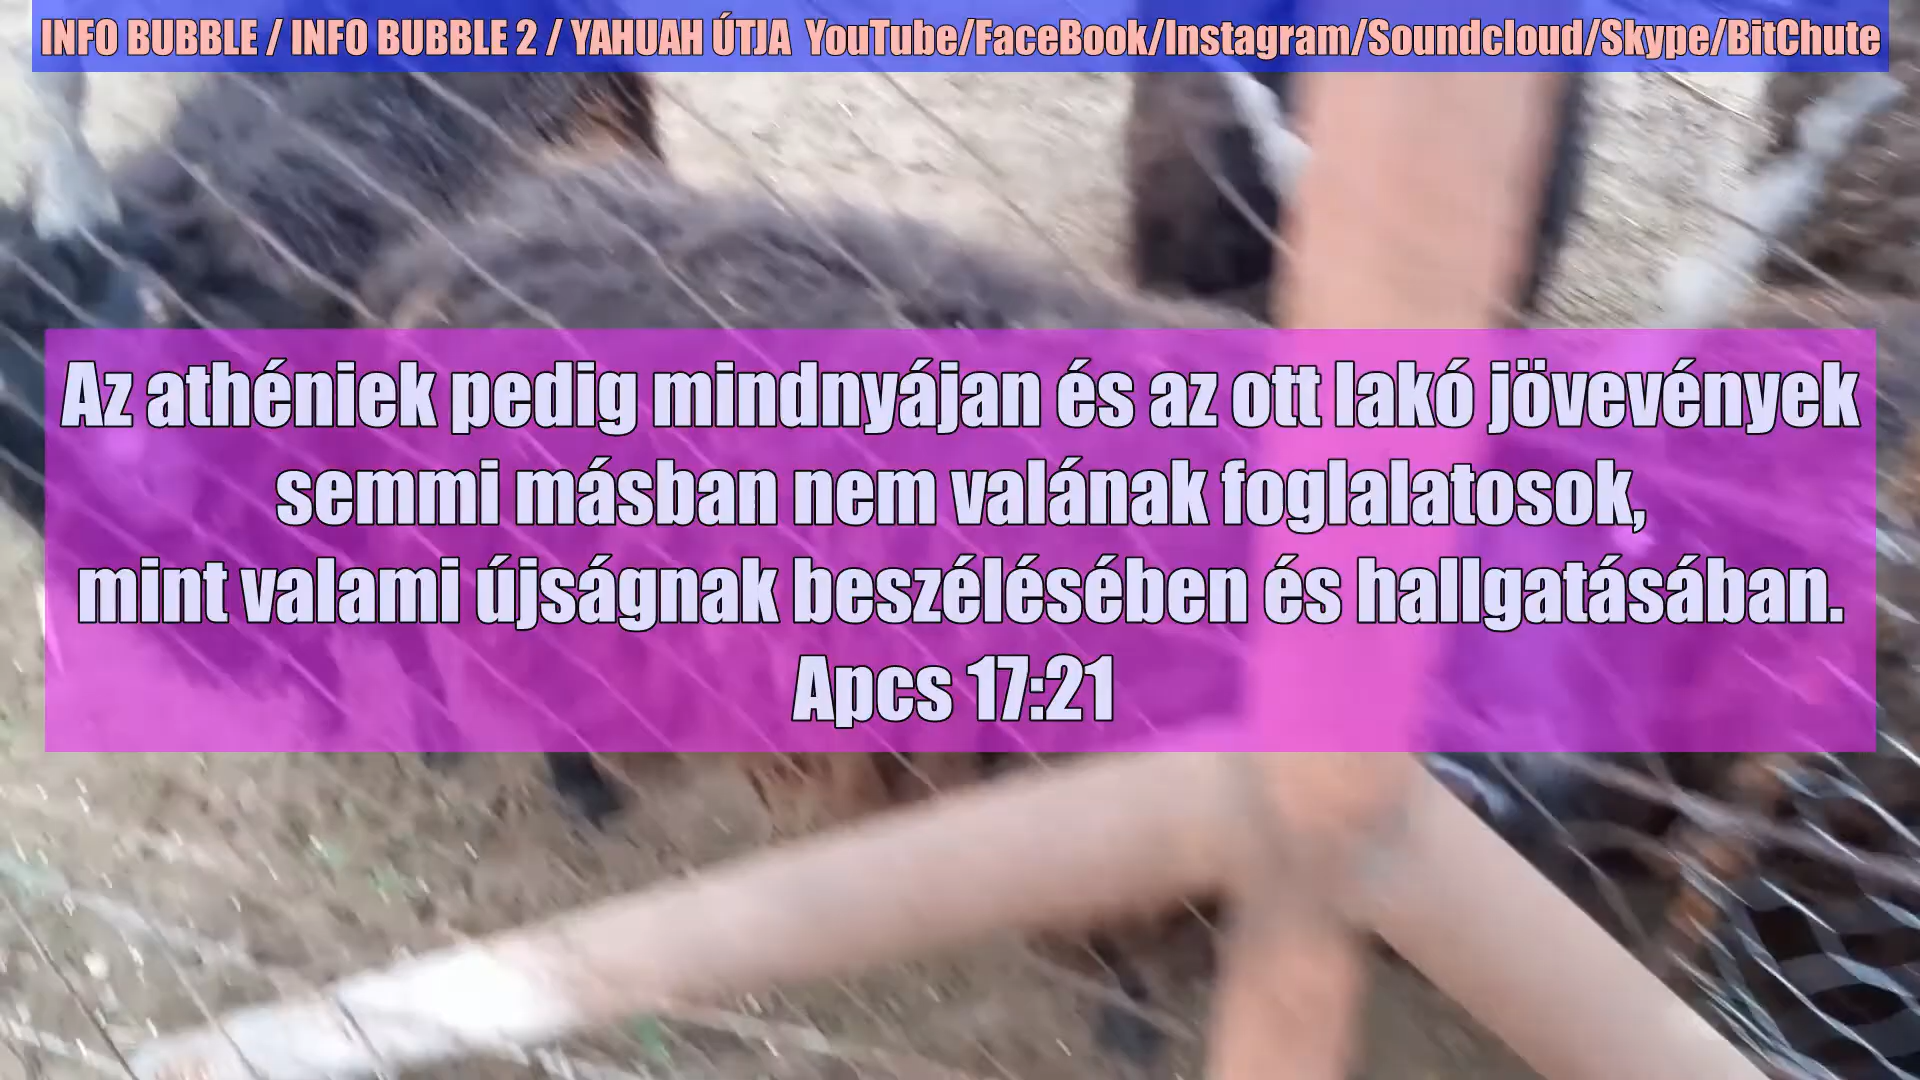 INFO BUBBLE / INFO BUBBLE 2 / YAHUAH ÚTJA YouTube/FaceBook/Instagram/Soundcloud/Skype/BitChute
Az athéniek pedig mindnyájan és az ott lakó jövevények
semmi másban nem valának foglalatosok,
mint valami újságnak beszélésében és hallgatásában.
Apcs 17:21